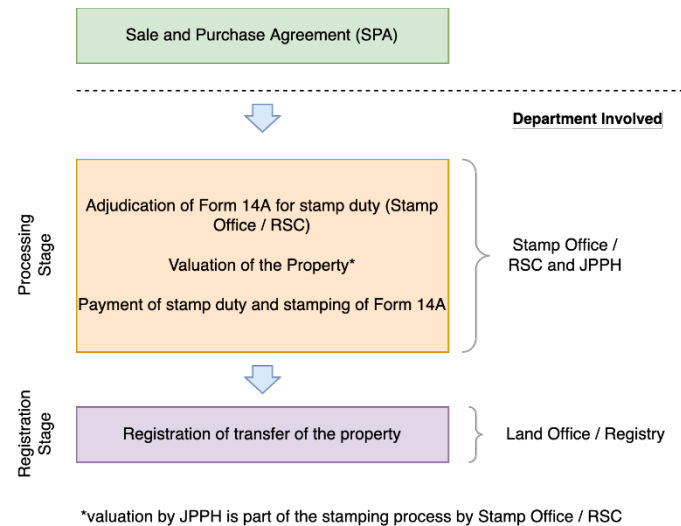 Sale and Purchase Agreement (SPA)
Department Involved
Processing
Stage
Adjudication of Form 14A for stamp duty (Stamp
Office / RSC)
Valuation of the Property*
Payment of stamp duty and stamping of Form 14A
Stamp Office /
RSC and JPPH
Registration
Stage
Registration of transfer of the property
Land Office / Registry
*valuation by JPPH is part of the stamping process by Stamp Office / RSC